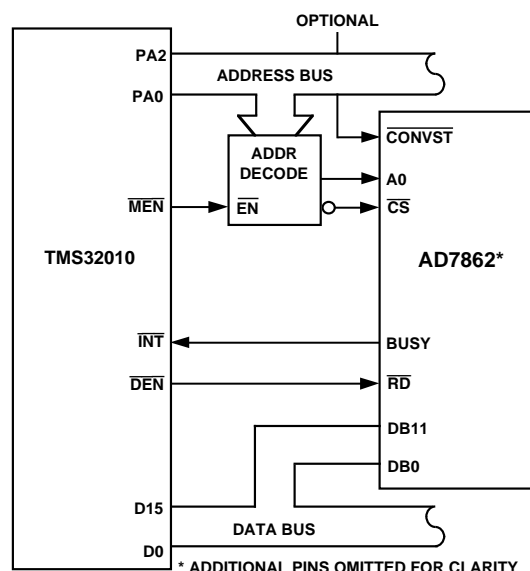 OPTIONAL
PA2
ADDRESS BUS
PA0
CONVST
ADDR
DECODE
A0
MEN
EN
CS
TMS32010
AD7862*
INT
BUSY
DEN
RD
DB11
DB0
D15
DATA BUS
D0
* ADDITIONAL PINS OMITTED FOR CLARITY